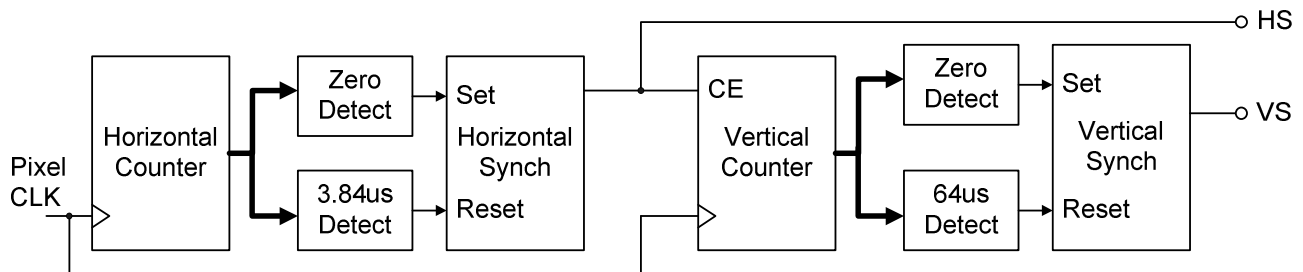 HS
Zero
Detect
Set
Horizontal
Counter
Horizontal
Synch
3.84us
Detect
Reset
Pixel
CLK
CE
Vertical
Counter
Zero
Detect
Set
Vertical
Synch
64us
Detect
Reset
VS